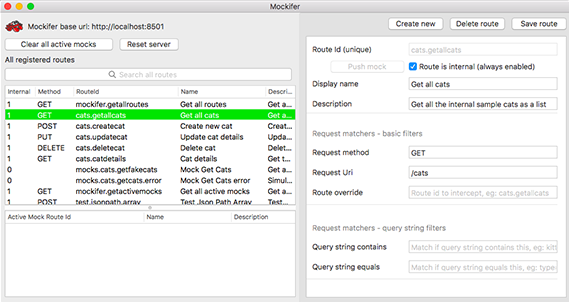 Mockifer
Mockifer base uri: http://localhost:8501
Clear all active mocks
Reset server
All registered routes
Search all routes
Internal Method RouteId Name Descri...
1 GET mockifer.getallroutes Get all routes Get a...
1 GET cats.getallcats Get all cats Get a...
1 POST cats.createcat Create new cat Creat...
1 PUT cats.updatecat Update cat details Updat...
1 DELETE cats.deletecat Delete cat Delet...
1 GET cats.catdetails Cat details Get t...
0 mocks.cats.getfakecats Mock Get Cats Get a...
0 mocks.cats.getcats.error Mock Get Cats error Simul...
1 GET mockifer.getactivemocks Get all active mocks Get a...
1 POST test.jsonpath.array Test Json Path Array
Active Mock Route Id Name Description
Create new
Delete route
Save route
Route Id (unique) cats.getallcats
Push mock
Route is internal (always enabled)
Display name Get all cats
Description Get all the internal sample cats as a list
Request matchers - basic filters
Request method GET
Request Uri /cats
Route override Route id to intercept, eg: cats.getallcats
Request matchers - query string filters
Query string contains Match if query string contains this, eg: kitt
Query string equals Match if query string equals this, eg: type=